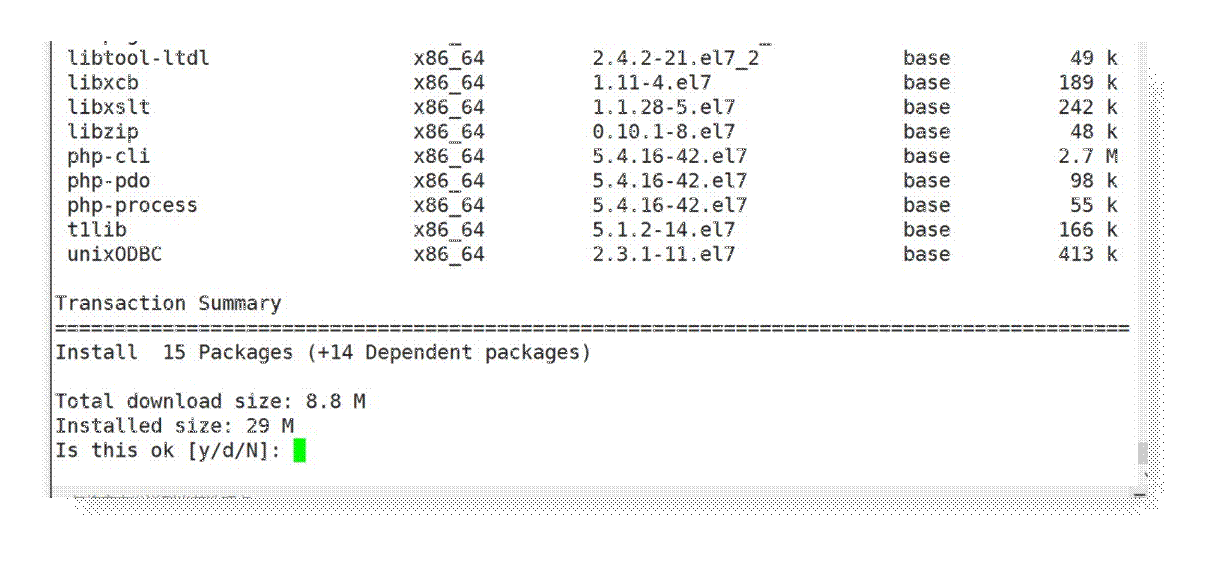 libtool-ltdl x86_64 2.4.2-21.el7_2 base 49 k
libxcb x86_64 1.11-4.el7 base 189 k
libxslt x86_64 1.1.28-5.el7 base 242 k
libzip x86_64 0.10.1-8.el7 base 48 k
php-cli x86_64 5.4.16-42.el7 base 2.7 M
php-pdo x86_64 5.4.16-42.el7 base 98 k
php-process x86_64 5.4.16-42.el7 base 55 k
t1lib x86_64 5.1.2-14.el7 base 166 k
unixODBC x86_64 2.3.1-11.el7 base 413 k
Transaction Summary
==========================================================================================
Install 15 Packages (+14 Dependent packages)
Total download size: 8.8 M
Installed size: 29 M
Is this ok [y/d/N]: